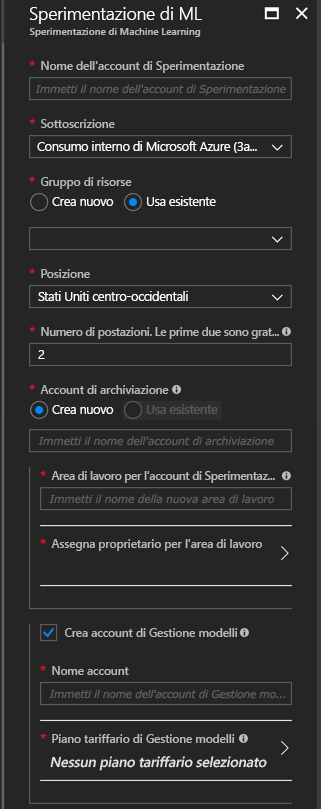 Sperimentazione di ML
Sperimentazione di Machine Learning
* Nome dell'account di Sperimentazione
Immetti il nome dell'account di Sperimentazione
* Sottoscrizione
Consumo interno di Microsoft Azure (3a...
* Gruppo di risorse
Crea nuovo Usa esistente
* Posizione
Stati Uniti centro-occidentali
* Numero di postazioni. Le prime due sono grat...
2
* Account di archiviazione
Crea nuovo Usa esistente
Immetti il nome dell'account di archiviazione
* Area di lavoro per l'account di Sperimentaz...
Immetti il nome della nuova area di lavoro
* Assegna proprietario per l'area di lavoro
Crea account di Gestione modelli
* Nome account
Immetti il nome dell'account di Gestione mo...
* Piano tariffario di Gestione modelli
Nessun piano tariffario selezionato